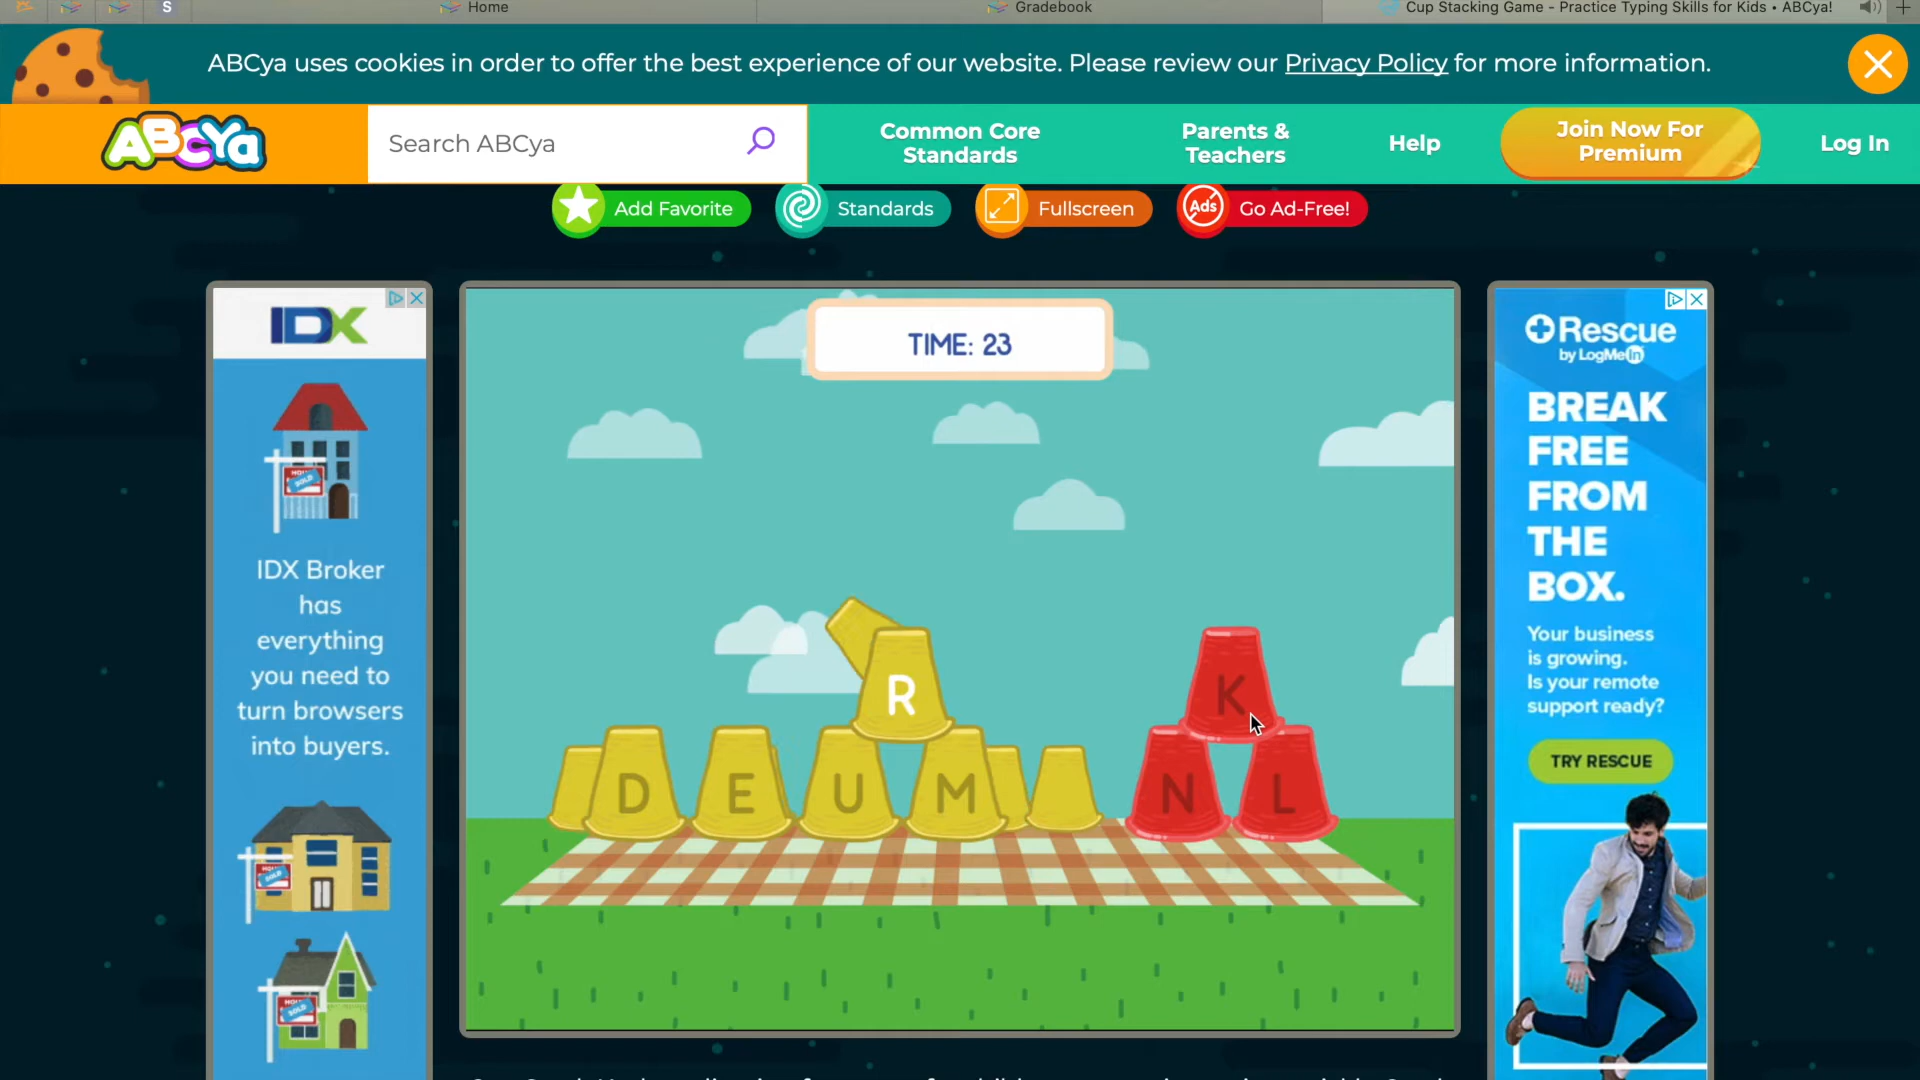 S
Home
Gradebook
Cup Stacking Game - Practice Typing Skills for Kids • ABCya!
ABCya uses cookies in order to offer the best experience of our website. Please review our Privacy Policy for more information.
ABCYa
Search ABCya
Common Core
Standards
Parents &
Teachers
Help
Join Now For
Premium
Log In
Add Favorite
Standards
Fullscreen
Ads
Go Ad-Free!
IDX
SOLD
IDX Broker
has
everything
you need to
turn browsers
into buyers.
SOLD
SOLD
TIME: 23
R
K
D
E
U
M
N
L
Rescue
by LogMeIn
BREAK
FREE
FROM
THE
BOX.
Your business
is growing.
Is your remote
support ready?
TRY RESCUE